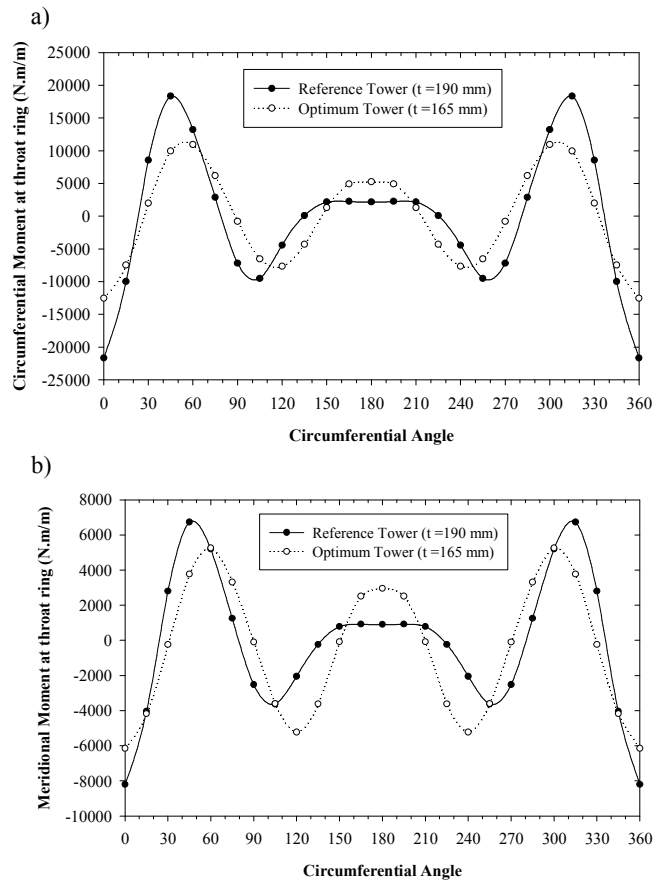 a)
Circumferential Moment at throat ring (N.m/m)
25000
20000
15000
10000
5000
0
-5000
-10000
-15000
-20000
-25000
Reference Tower (t =190 mm)
Optimum Tower (t =165 mm)
0 30 60 90 120 150 180 210 240 270 300 330 360
Circumferential Angle
b)
Meridional Moment at throat ring (N.m/m)
8000
6000
4000
2000
0
-2000
-4000
-6000
-8000
-10000
Reference Tower (t =190 mm)
Optimum Tower (t =165 mm)
0 30 60 90 120 150 180 210 240 270 300 330 360
Circumferential Angle